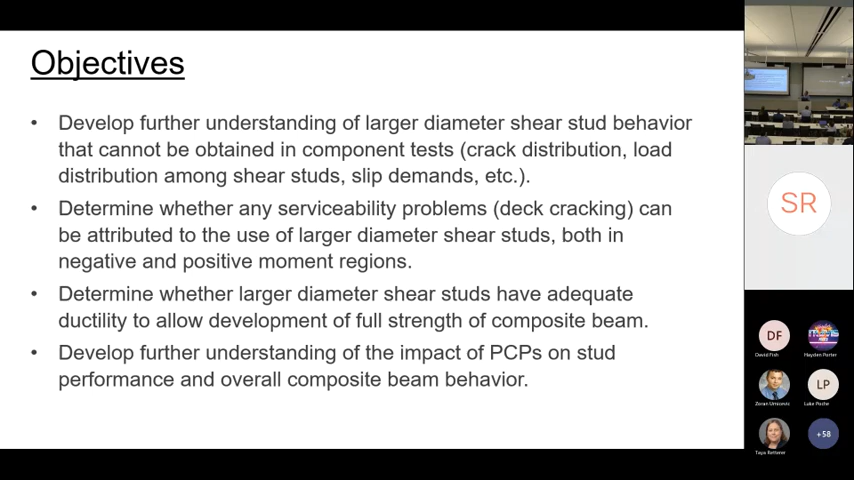 Objectives
• Develop further understanding of larger diameter shear stud behavior
that cannot be obtained in component tests (crack distribution, load
distribution among shear studs, slip demands, etc.).
• Determine whether any serviceability problems (deck cracking) can
be attributed to the use of larger diameter shear studs, both in
negative and positive moment regions.
• Determine whether larger diameter shear studs have adequate
ductility to allow development of full strength of composite beam.
• Develop further understanding of the impact of PCPs on stud
performance and overall composite beam behavior.
SR
DF
David Fish
Hayden Porter
LP
+58